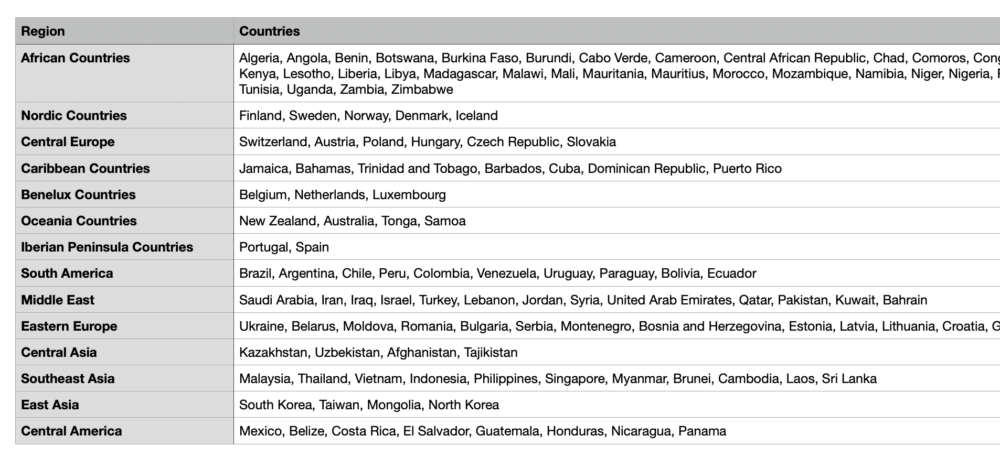 Region Countries
African Countries Algeria, Angola, Benin, Botswana, Burkina Faso, Burundi, Cabo Verde, Cameroon, Central African Republic, Chad, Comoros,
Kenya, Lesotho, Liberia, Libya, Madagascar, Malawi, Mali, Mauritania, Mauritius, Morocco, Mozambique, Namibia, Niger, Nigeria,
Tunisia, Uganda, Zambia, Zimbabwe
Nordic Countries Finland, Sweden, Norway, Denmark, Iceland
Central Europe Switzerland, Austria, Poland, Hungary, Czech Republic, Slovakia
Caribbean Countries Jamaica, Bahamas, Trinidad and Tobago, Barbados, Cuba, Dominican Republic, Puerto Rico
Benelux Countries Belgium, Netherlands, Luxembourg
Oceania Countries New Zealand, Australia, Tonga, Samoa
Iberian Peninsula Countries Portugal, Spain
South America Brazil, Argentina, Chile, Peru, Colombia, Venezuela, Uruguay, Paraguay, Bolivia, Ecuador
Middle East Saudi Arabia, Iran, Iraq, Israel, Turkey, Lebanon, Jordan, Syria, United Arab Emirates, Qatar, Pakistan, Kuwait, Bahrain
Eastern Europe Ukraine, Belarus, Moldova, Romania, Bulgaria, Serbia, Montenegro, Bosnia and Herzegovina, Estonia, Latvia, Lithuania, Croatia,
Central Asia Kazakhstan, Uzbekistan, Afghanistan, Tajikistan
Southeast Asia Malaysia, Thailand, Vietnam, Indonesia, Philippines, Singapore, Myanmar, Brunei, Cambodia, Laos, Sri Lanka
East Asia South Korea, Taiwan, Mongolia, North Korea
Central America Mexico, Belize, Costa Rica, El Salvador, Guatemala, Honduras, Nicaragua, Panama